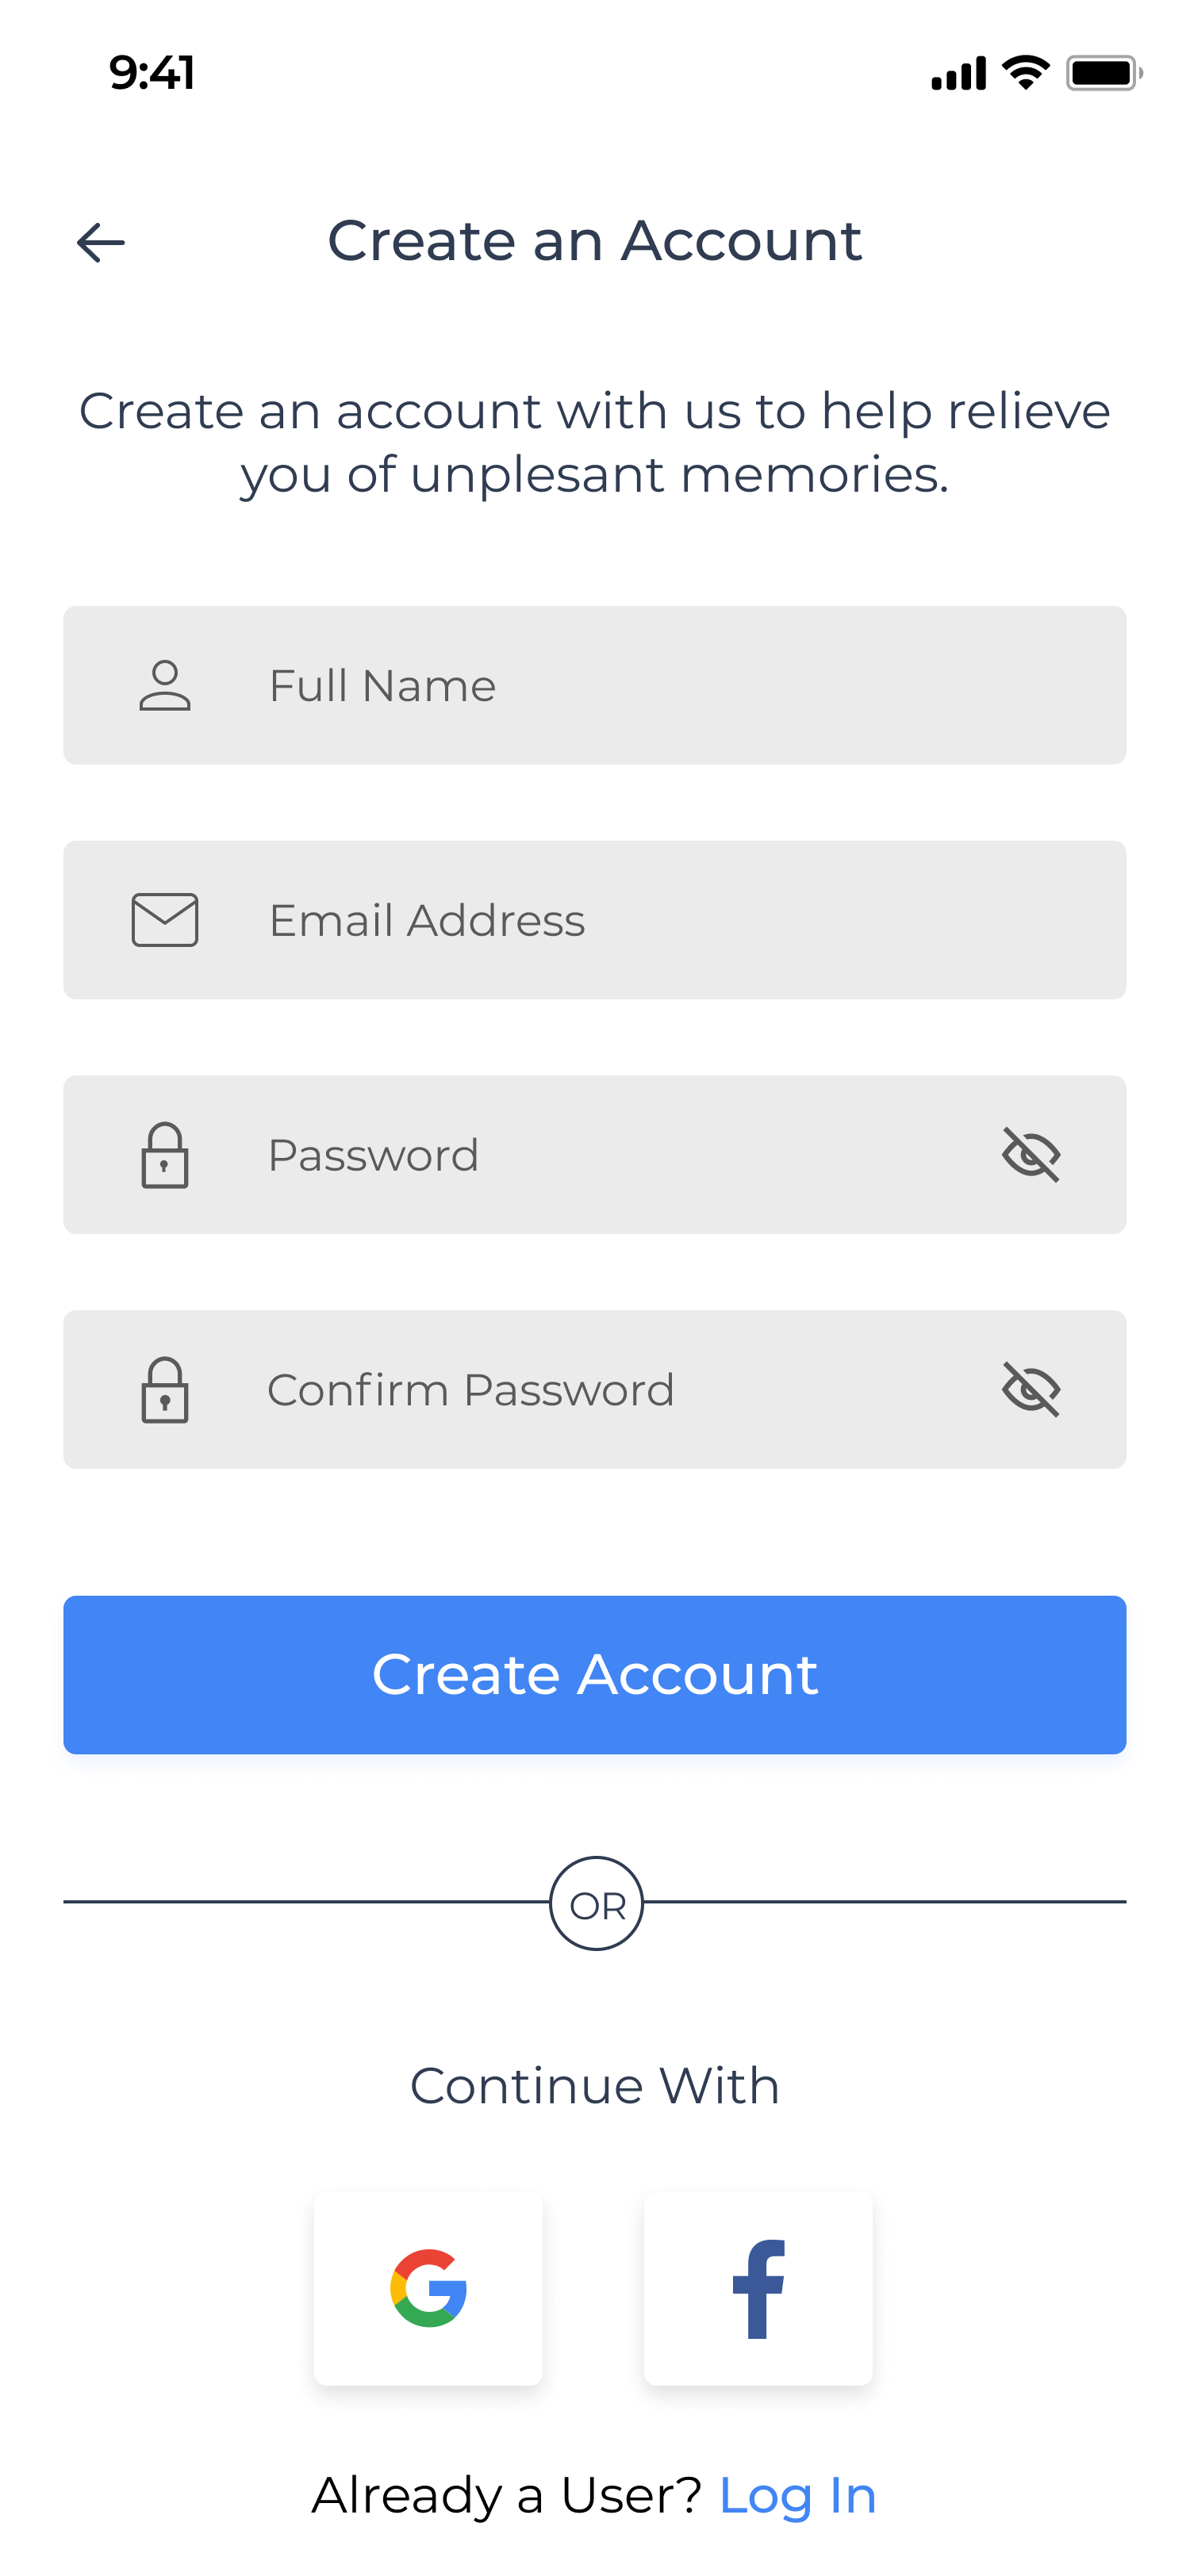 9:41
Create an Account
Create an account with us to help relieve
you of unplesant memories.
Full Name
Email Address
Password
Confirm Password
Create Account
OR
Continue With
Already a User? Log In